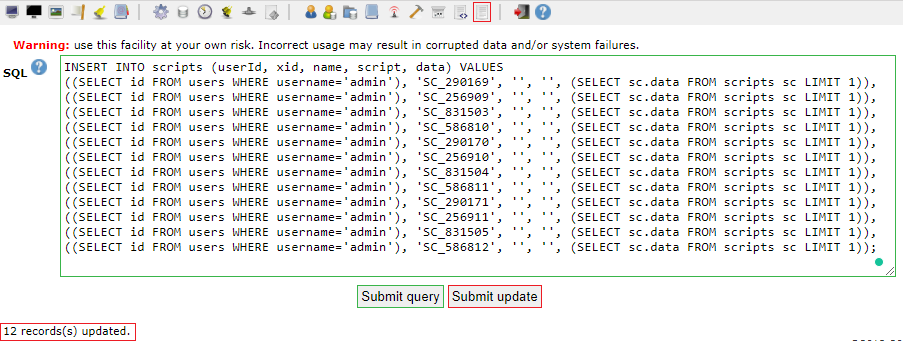 Warning: use this facility at your own risk. Incorrect usage may result in corrupted data and/or system failures.
SQL
INSERT INTO scripts (userId, xid, name, script, data) VALUES
((SELECT id FROM users WHERE username='admin'), 'SC_290169', '', '', (SELECT sc.data FROM scripts sc LIMIT 1)),
((SELECT id FROM users WHERE username='admin'), 'SC_256909', '', '', (SELECT sc.data FROM scripts sc LIMIT 1)),
((SELECT id FROM users WHERE username='admin'), 'SC_831503', '', '', (SELECT sc.data FROM scripts sc LIMIT 1)),
((SELECT id FROM users WHERE username='admin'), 'SC_586810', '', '', (SELECT sc.data FROM scripts sc LIMIT 1)),
((SELECT id FROM users WHERE username='admin'), 'SC_290170', '', '', (SELECT sc.data FROM scripts sc LIMIT 1)),
((SELECT id FROM users WHERE username='admin'), 'SC_256910', '', '', (SELECT sc.data FROM scripts sc LIMIT 1)),
((SELECT id FROM users WHERE username='admin'), 'SC_831504', '', '', (SELECT sc.data FROM scripts sc LIMIT 1)),
((SELECT id FROM users WHERE username='admin'), 'SC_586811', '', '', (SELECT sc.data FROM scripts sc LIMIT 1)),
((SELECT id FROM users WHERE username='admin'), 'SC_290171', '', '', (SELECT sc.data FROM scripts sc LIMIT 1)),
((SELECT id FROM users WHERE username='admin'), 'SC_256911', '', '', (SELECT sc.data FROM scripts sc LIMIT 1)),
((SELECT id FROM users WHERE username='admin'), 'SC_831505', '', '', (SELECT sc.data FROM scripts sc LIMIT 1)),
((SELECT id FROM users WHERE username='admin'), 'SC_586812', '', '', (SELECT sc.data FROM scripts sc LIMIT 1));
Submit query Submit update
12 records(s) updated.